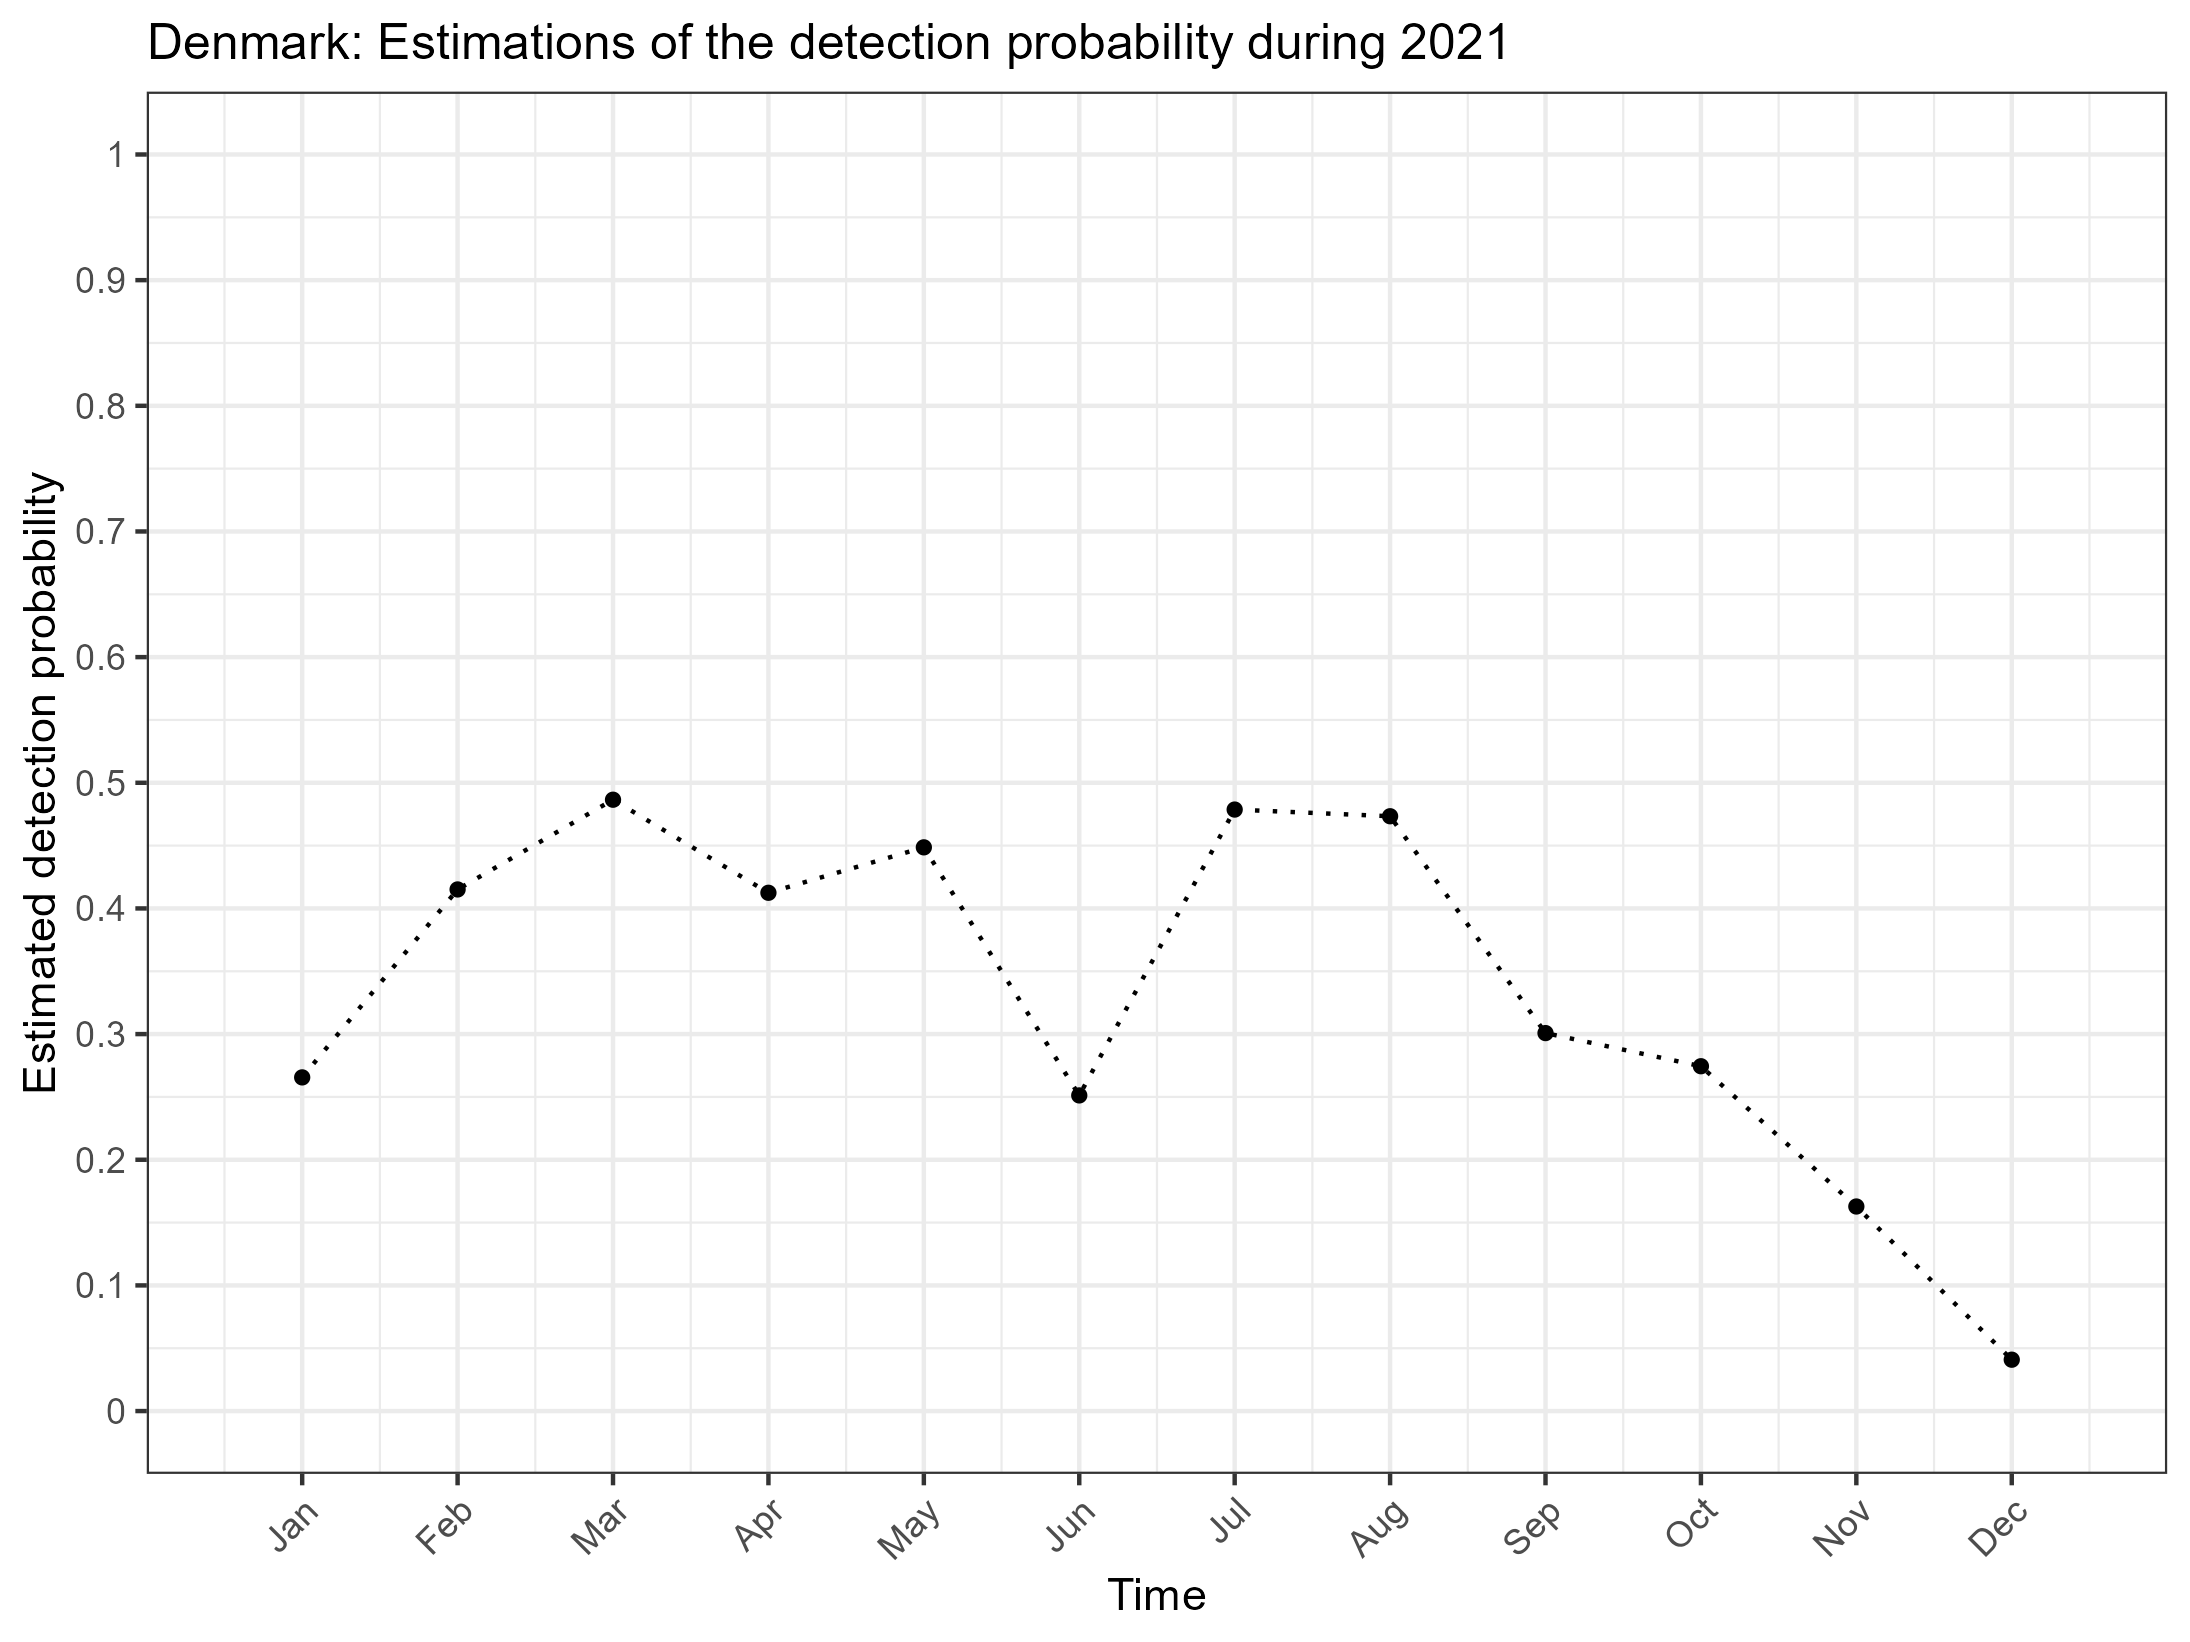 Denmark: Estimations of the detection probability during 2021
Estimated detection probability
1
0.9
0.8
0.7
0.6
0.5
0.4
0.3
0.2
0.1
0
Jan Feb Mar Apr May Jun Jul Aug Sep Oct Nov Dec
Time